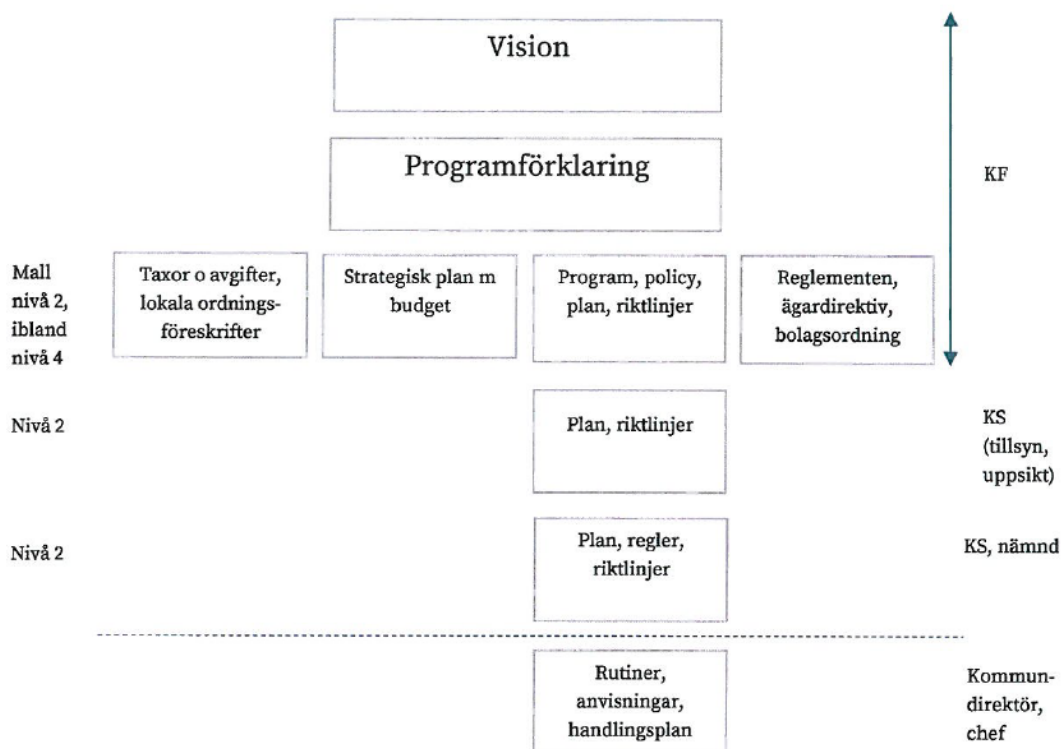 Vision
Programförklaring
KF
Mall
nivå 2,
ibland
nivå 4
Taxor o avgifter,
lokala ordnings-
föreskrifter
Strategisk plan m
budget
Program, policy,
plan, riktlinjer
Reglementen,
ägardirektiv,
bolagsordning
Nivå 2
Plan, riktlinjer
KS
(tillsyn,
uppsikt)
Nivå 2
Plan, regler,
riktlinjer
KS, nämnd
Rutiner,
anvisningar,
handlingsplan
Kommun-
direktör,
chef